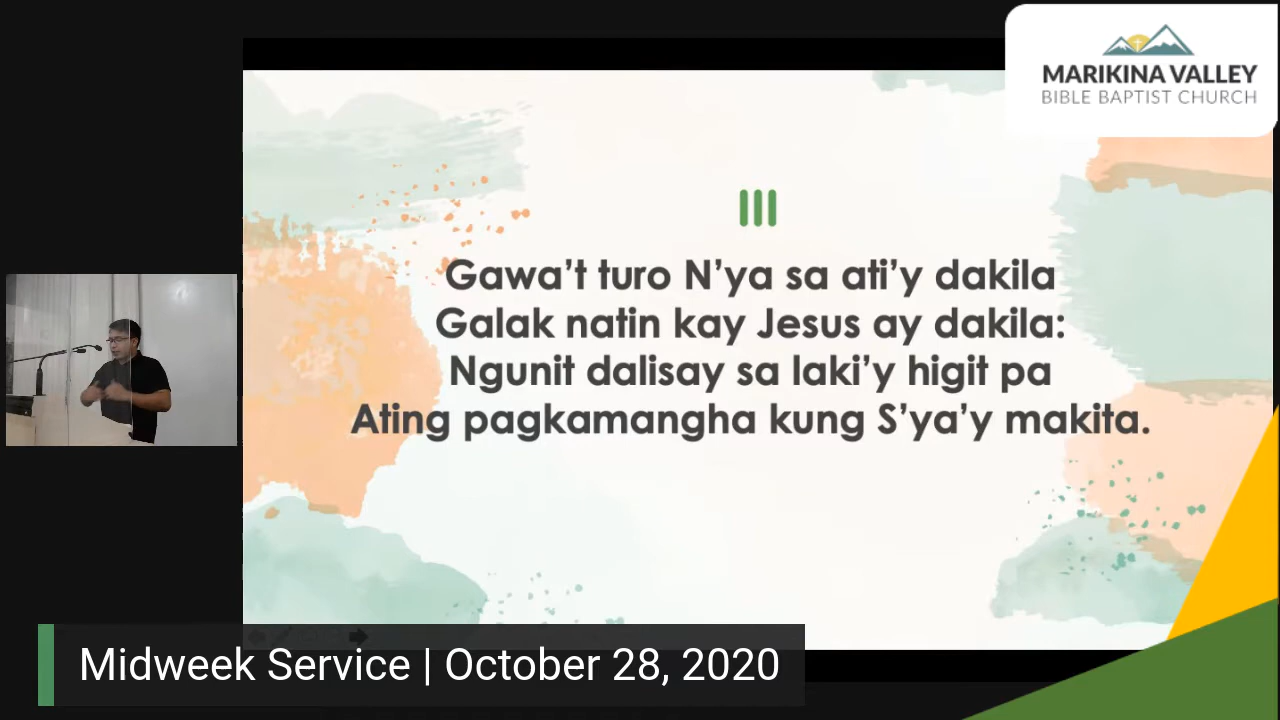 MARIKINA VALLEY
BIBLE BAPTIST CHURCH
III
Gawa't turo N'ya sa ati'y dakila
Galak natin kay Jesus ay dakila:
Ngunit dalisay sa laki'y higit pa
Ating pagkamangha kung S'ya'y makita.
Midweek Service | October 28, 2020